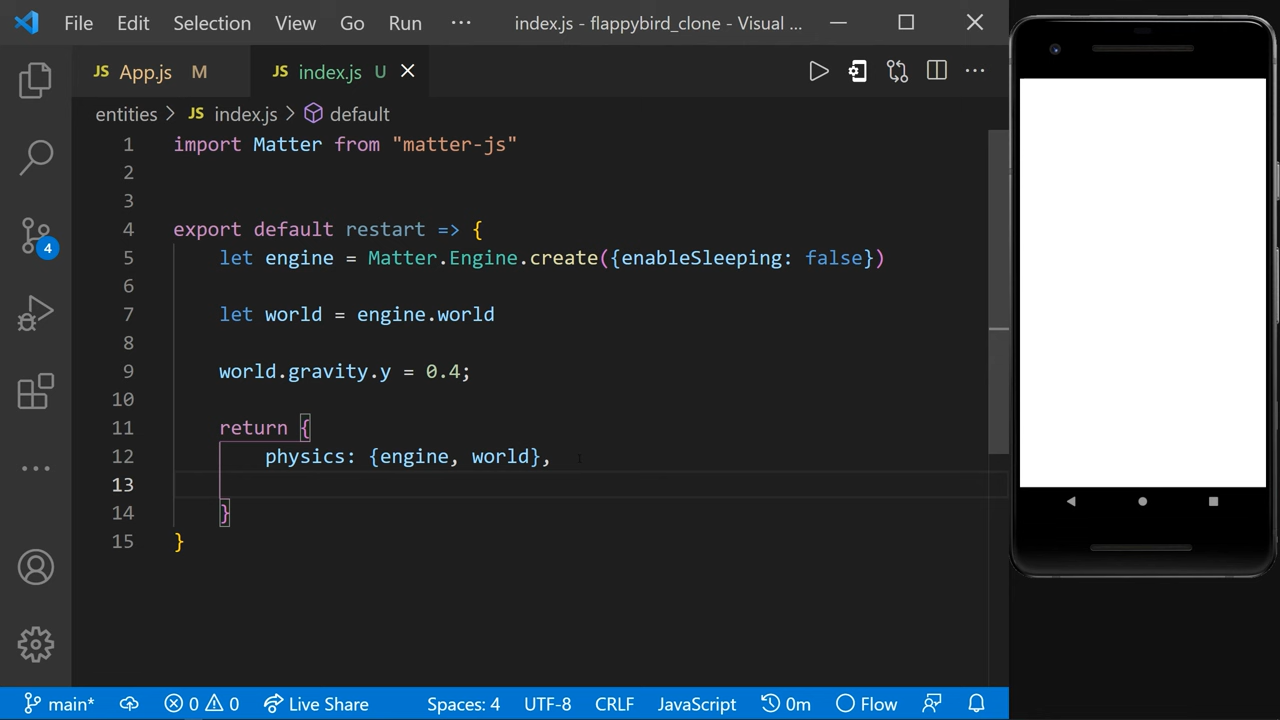 File Edit Selection View Go Run ··· index.js - flappybird_clone - Visual ...
JS App.js M JS index.js U
entities > JS index.js > default
1 import Matter from "matter-js"
2
3
4 export default restart => {
5 let engine = Matter.Engine.create({enableSleeping: false})
6
7 let world = engine.world
8
9 world.gravity.y = 0.4;
10
11 return {
12 physics: {engine, world},
13
14 }
15 }
4
main* 0 0 Live Share Spaces: 4 UTF-8 CRLF JavaScript 0m Flow